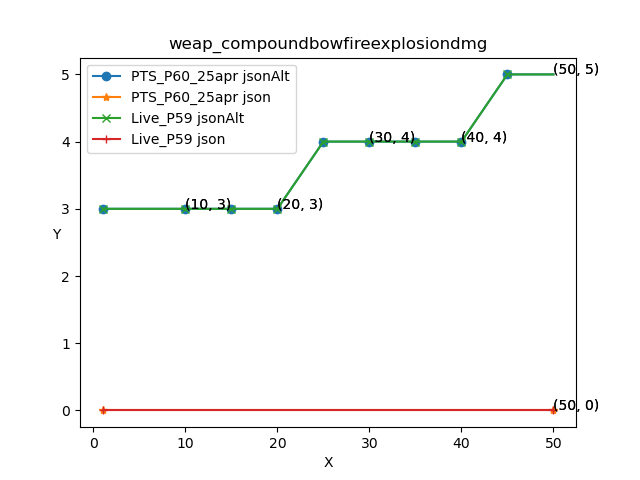 weap_compoundbowfireexplosiondmg
PTS_P60_25apr jsonAlt
PTS_P60_25apr json
Live_P59 jsonAlt
Live_P59 json
(50, 5)
(30, 4)
(40, 4)
(10, 3)
(20, 3)
(50, 0)
5
4
3
2
1
0
Y
0 10 20 30 40 50
X